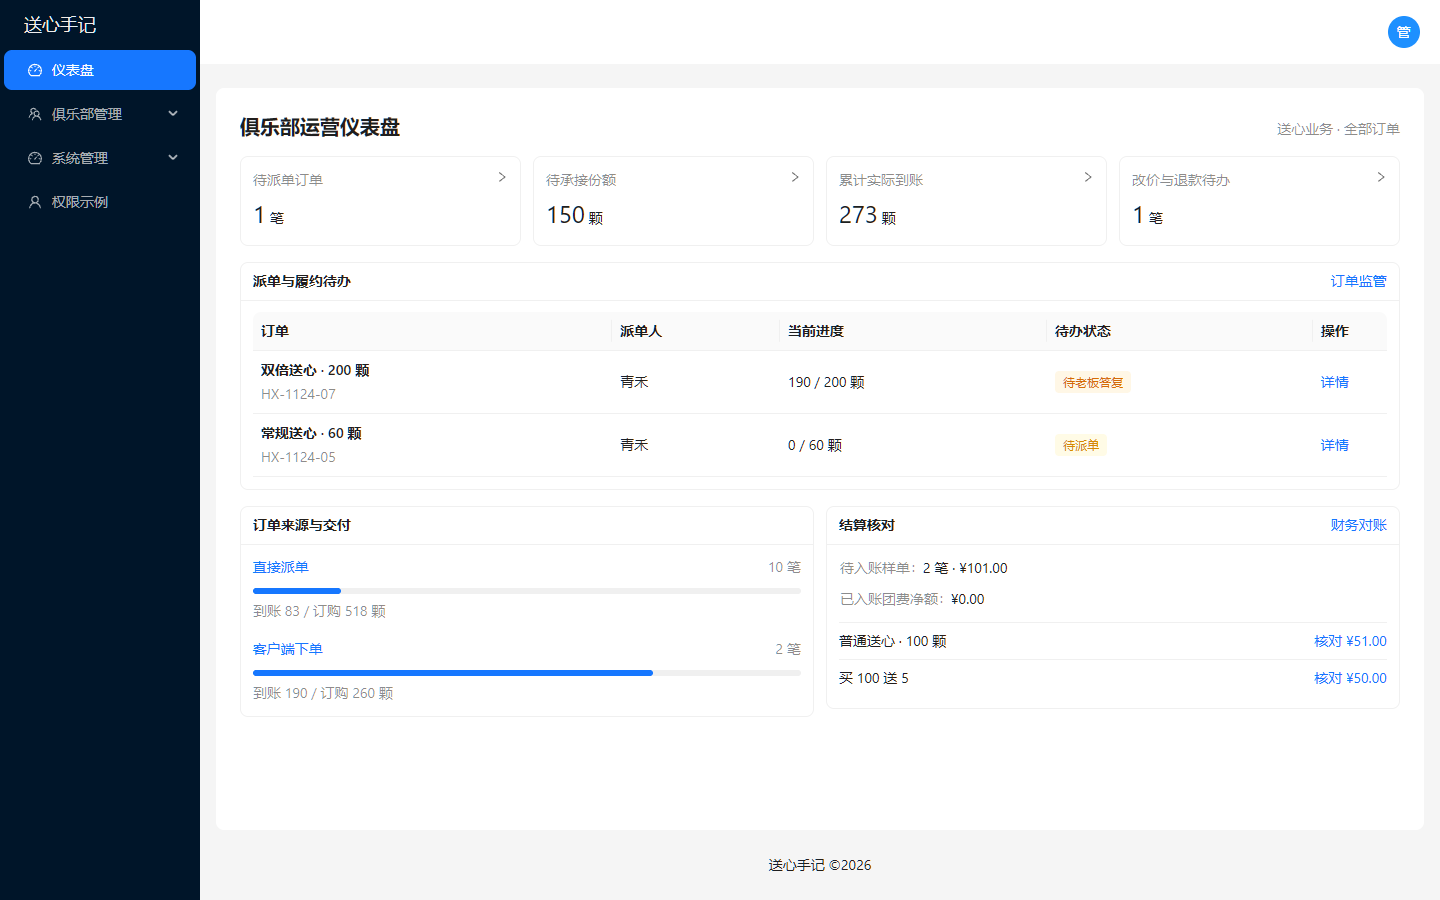 送心手记
仪表盘
俱乐部管理
系统管理
权限示例
管
俱乐部运营仪表盘
送心业务 · 全部订单
待派单订单
1 笔
待承接份额
150 颗
累计实际到账
273 颗
改价与退款待办
1 笔
派单与履约待办
订单监管
订单 派单人 当前进度 待办状态 操作
双倍送心 · 200 颗
HX-1124-07
青禾 190 / 200 颗 待老板答复 详情
常规送心 · 60 颗
HX-1124-05
青禾 0 / 60 颗 待派单 详情
订单来源与交付
直接派单 10 笔
到账 83 / 订购 518 颗
客户端下单 2 笔
到账 190 / 订购 260 颗
结算核对
财务对账
待入账样单： 2 笔 · ¥101.00
已入账团费净额： ¥0.00
普通送心 · 100 颗 核对 ¥51.00
买 100 送 5 核对 ¥50.00
送心手记 ©2026